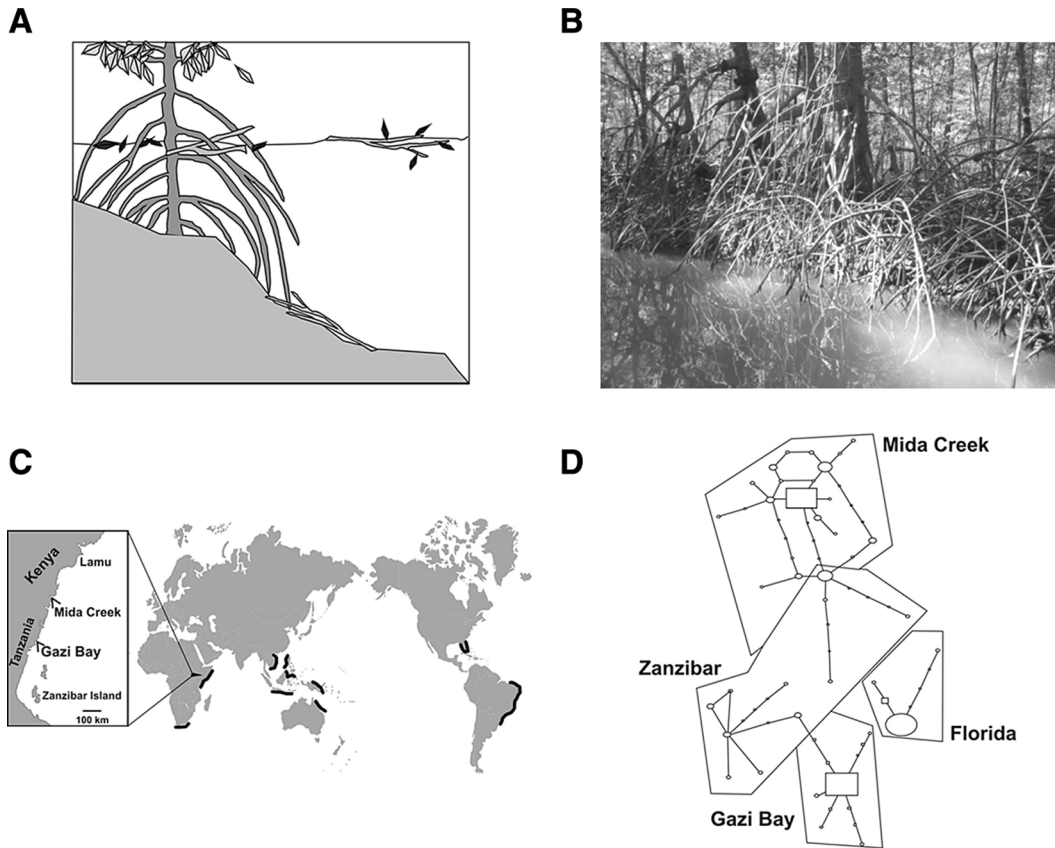 A
B
C
Kenya
Lamu
Mida Creek
Tanzania
Gazi Bay
Zanzibar Island
100 km
D
Mida Creek
Zanzibar
Florida
Gazi Bay